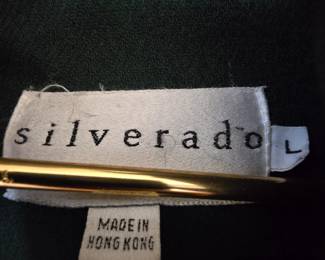 silverado
L
MADE IN
HONG KONG